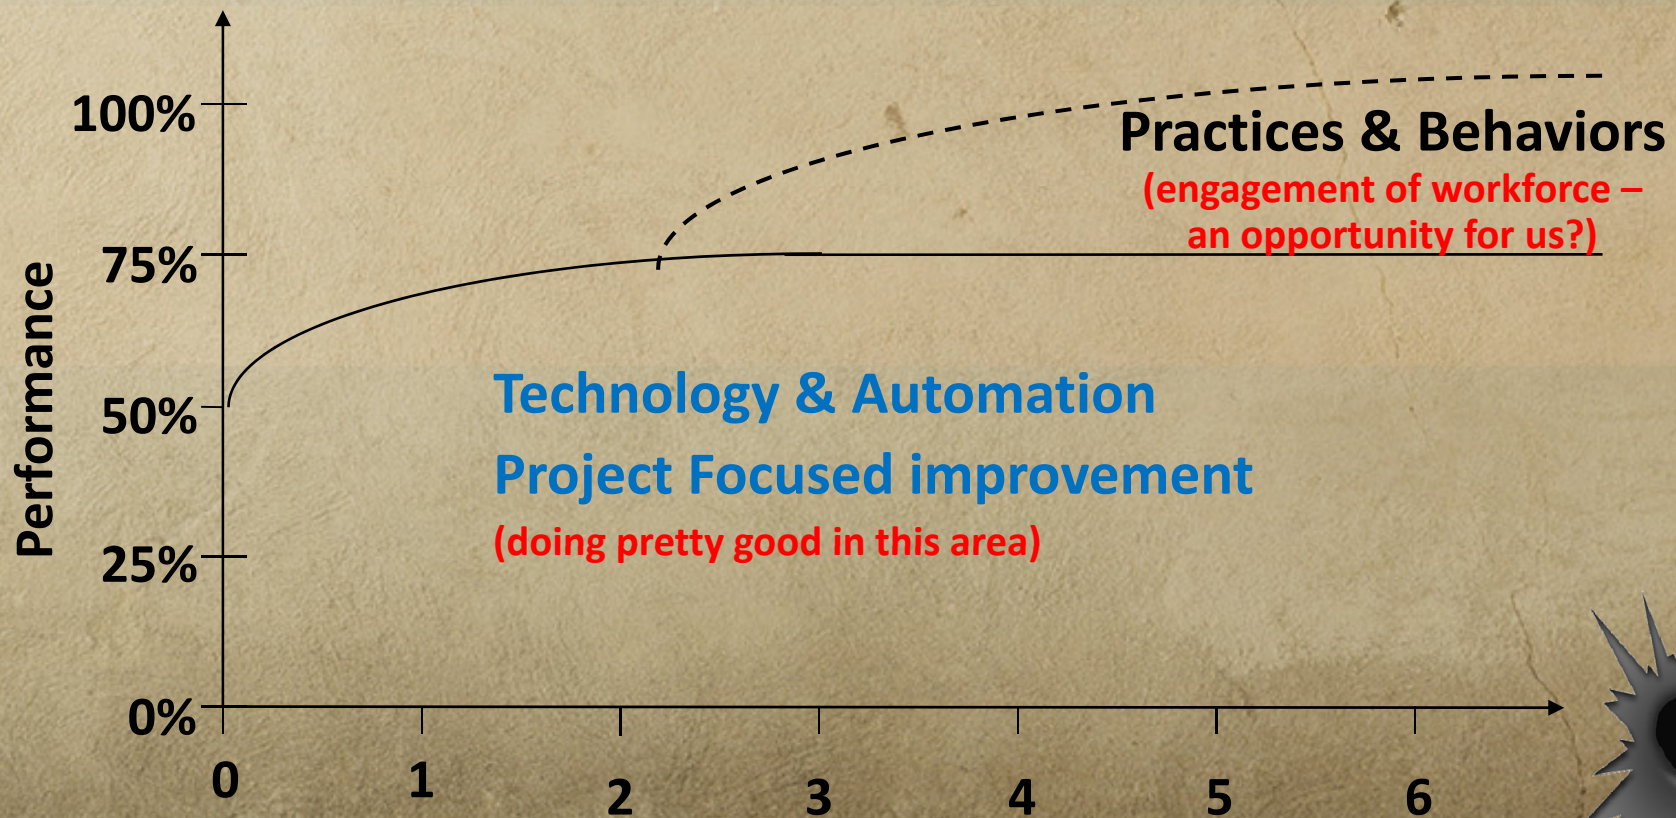 100%
Practices & Behaviors
(engagement of workforce –
an opportunity for us?)
75%
Performance
Technology & Automation
50%
Project Focused improvement
(doing pretty good in this area)
25%
0%
0 1 2 3 4 5 6